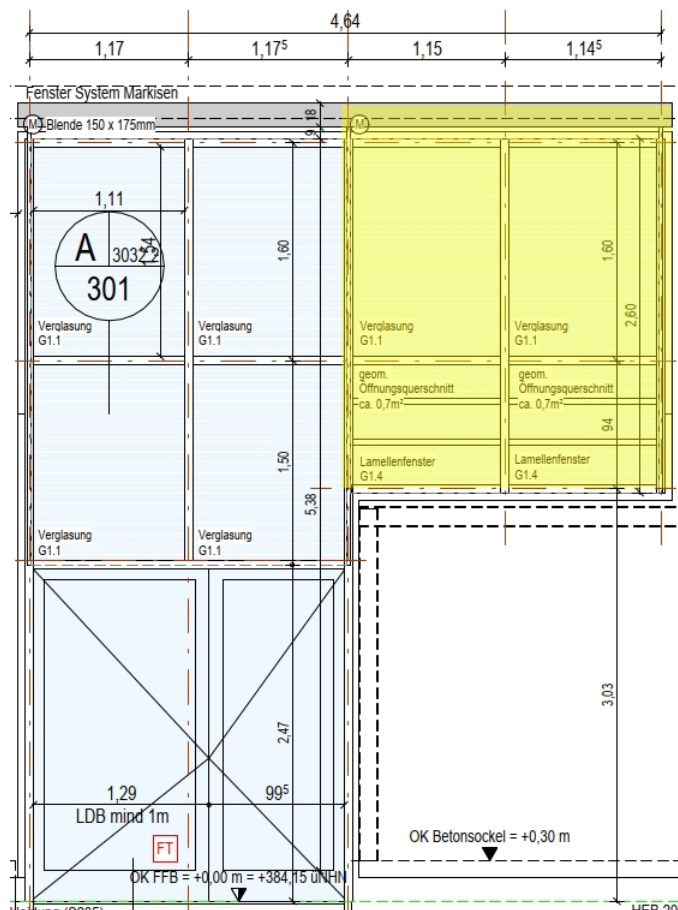 4,64
1,17
1,17⁵
1,15
1,14⁵
Fenster System Markisen
18
M
Blende 150 x 175mm
9
M
1,11
A
3032.2
301
1,54
1,60
1,60
2,60
Verglasung
G1.1
Verglasung
G1.1
Verglasung
G1.1
Verglasung
G1.1
geom.
Öffnungsquerschnitt
ca. 0,7m²
geom.
Öffnungsquerschnitt
ca. 0,7m²
94
1,50
5,38
Lamellenfenster
G1.4
Lamellenfenster
G1.4
Verglasung
G1.1
Verglasung
G1.1
3,03
2,47
1,29
99⁵
LDB mind 1m
FT
OK Betonsockel = +0,30 m
OK FFB = +0,00 m = +384,15 üNHN